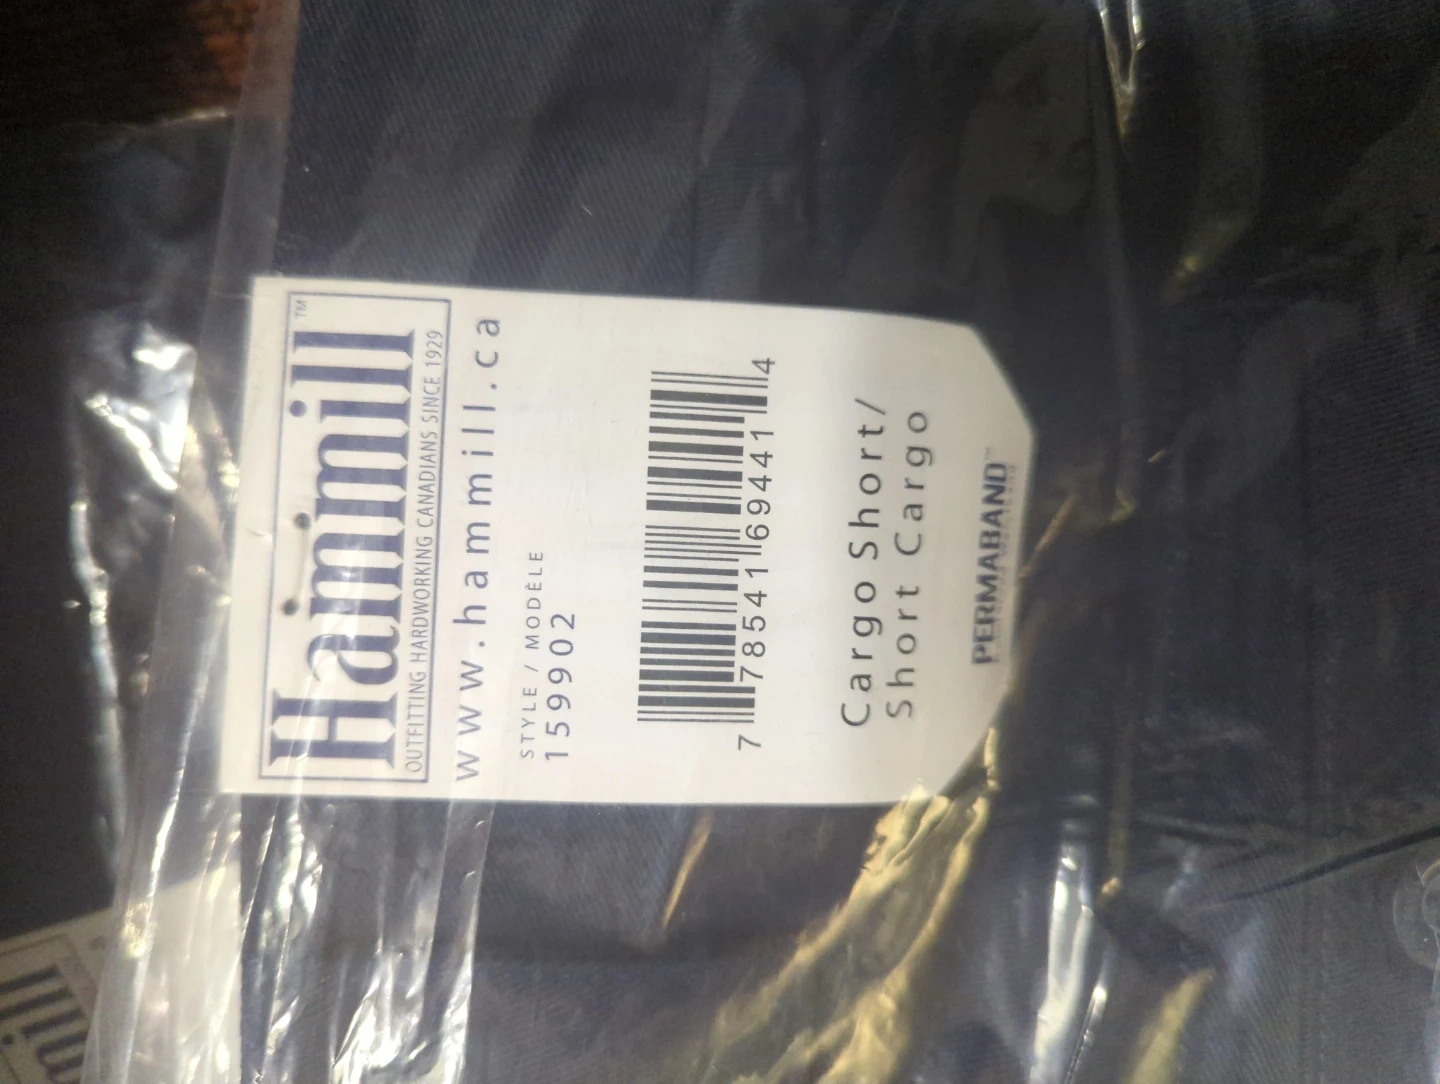 Hammill™
OUTFITTING HARDWORKING CANADIANS SINCE 1929
www.hammill.ca
STYLE / MODÈLE
159902
7 78541 69441 4
Cargo Short/
Short Cargo
PERMABAND™